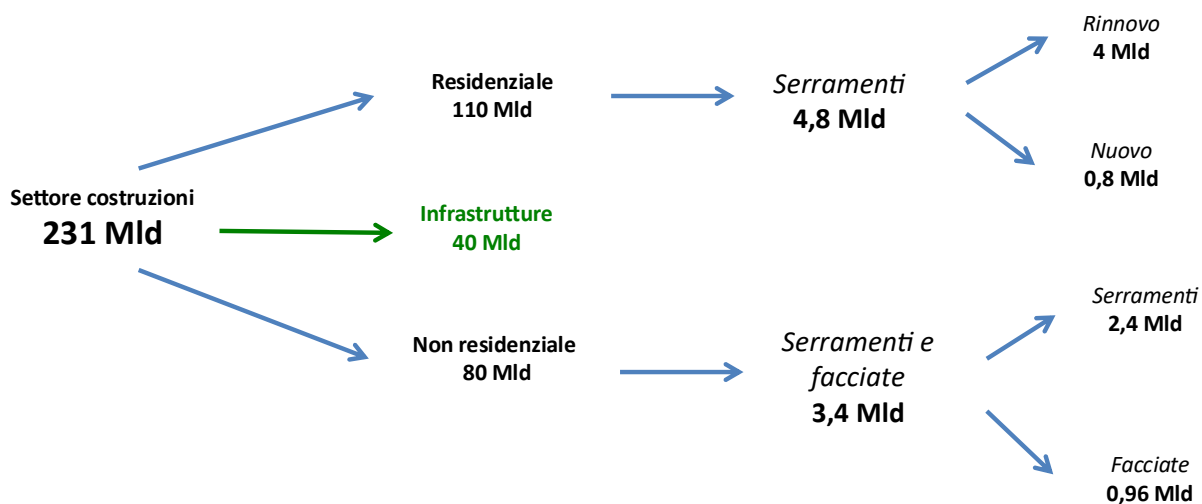 Settore costruzioni
231 Mld
Residenziale
110 Mld
Infrastrutture
40 Mld
Non residenziale
80 Mld
Serramenti
4,8 Mld
Serramenti e
facciate
3,4 Mld
Rinnovo
4 Mld
Nuovo
0,8 Mld
Serramenti
2,4 Mld
Facciate
0,96 Mld